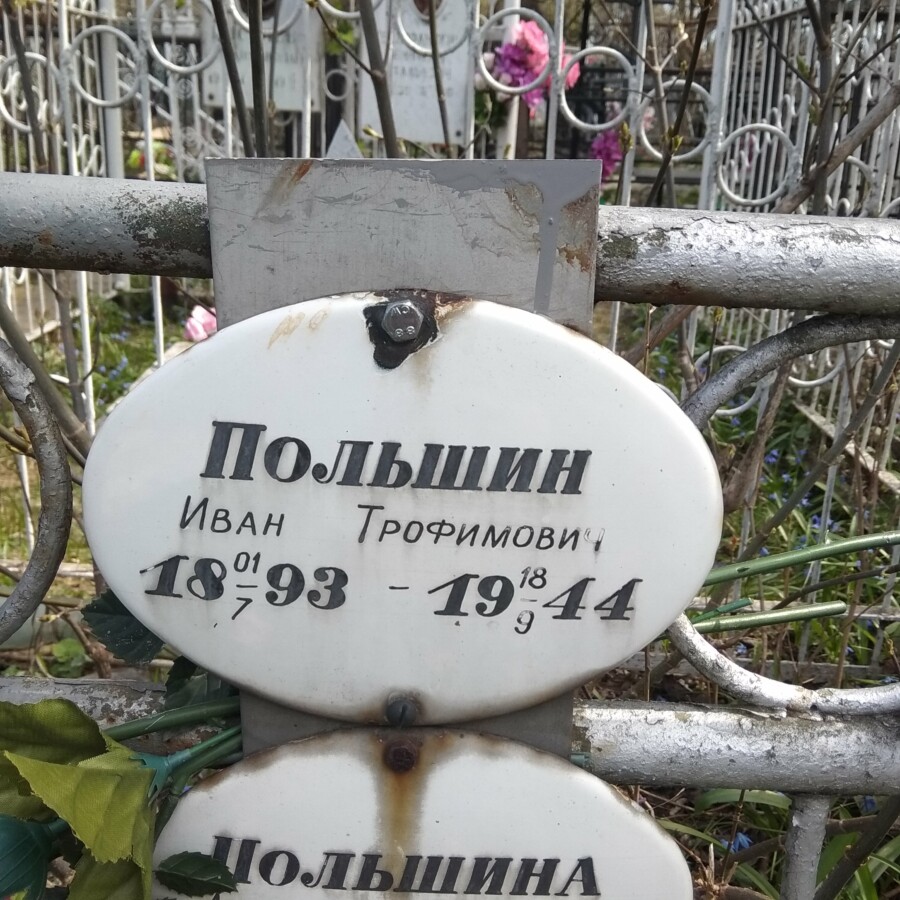 Польшин
Иван Трофимович
18 01/7 93 - 19 18/9 44
Польшина